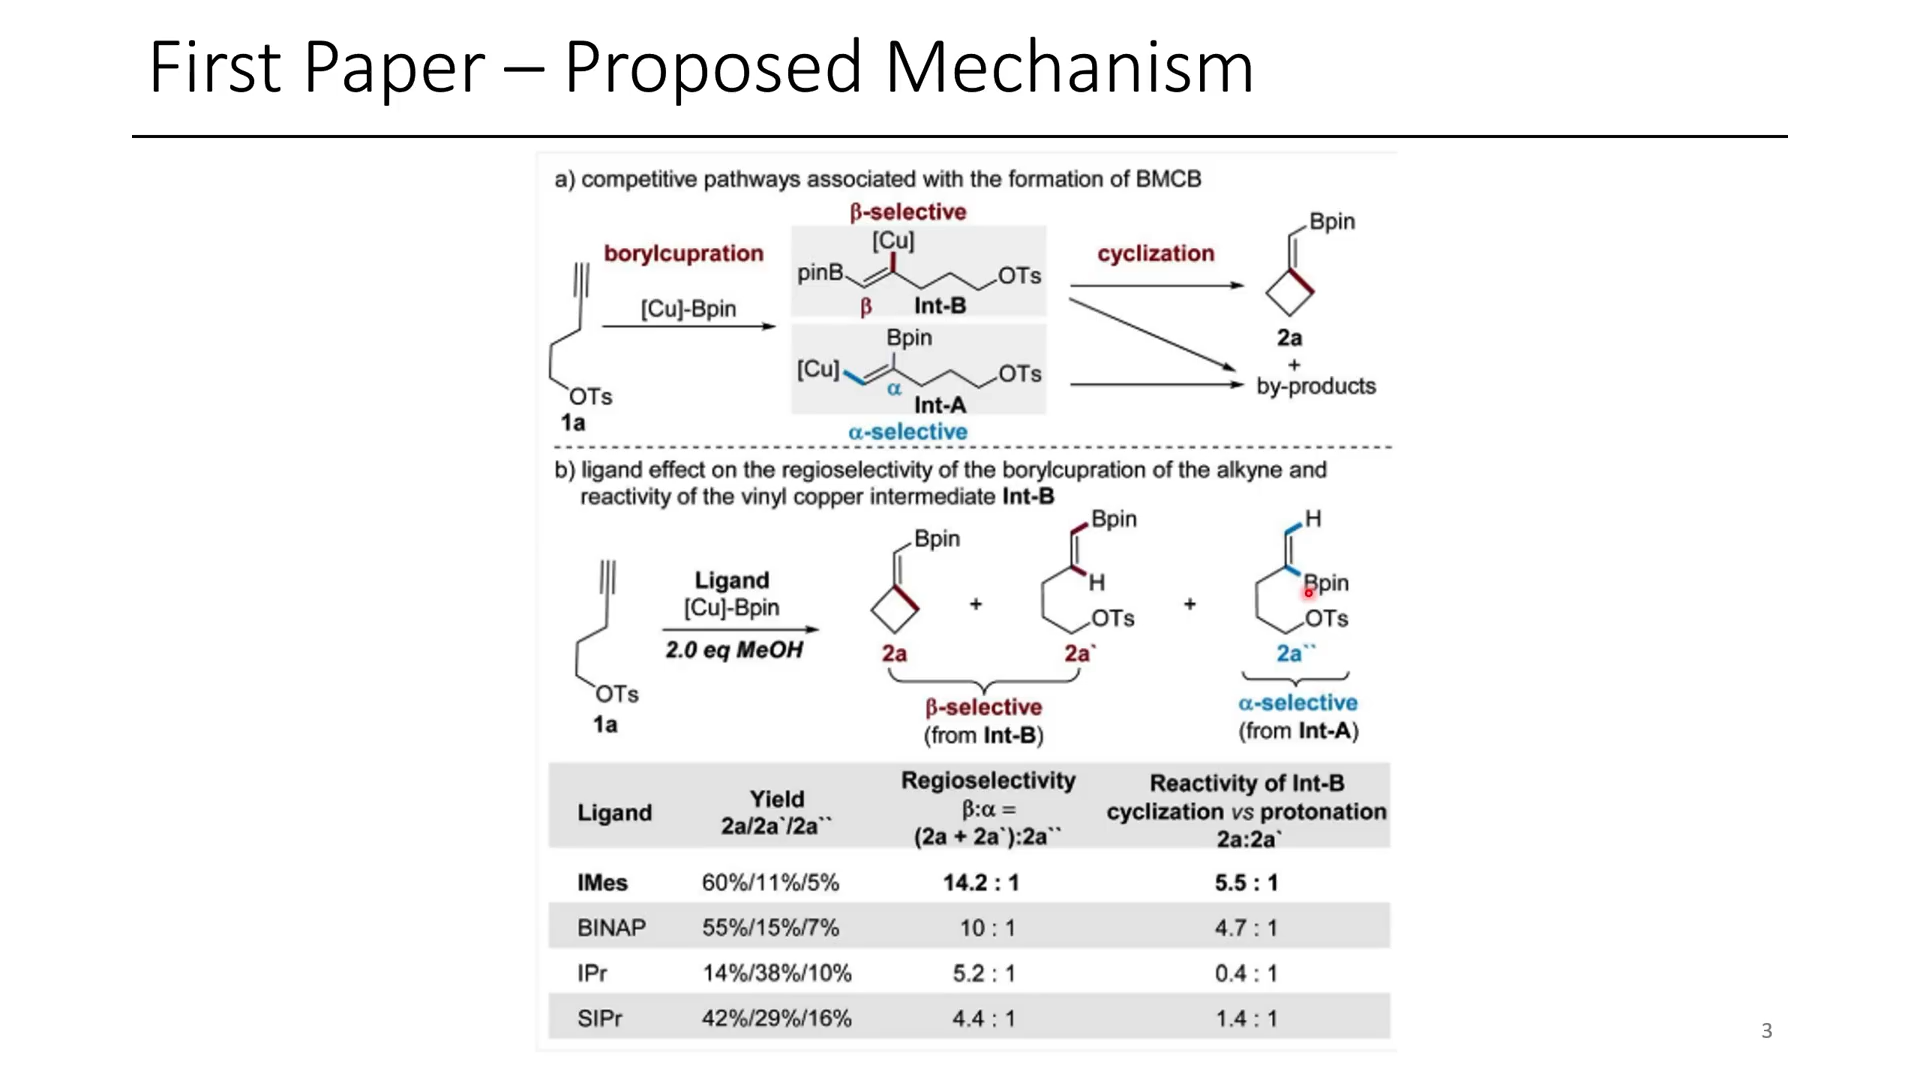 First Paper – Proposed Mechanism
a) competitive pathways associated with the formation of BMCB
β-selective
borylcupration
[Cu]-Bpin
OTs
1a
[Cu]
pinB
OTs
β
Int-B
Bpin
[Cu]
OTs
α
Int-A
α-selective
cyclization
Bpin
2a
+
by-products
b) ligand effect on the regioselectivity of the borylcupration of the alkyne and
reactivity of the vinyl copper intermediate Int-B
OTs
1a
Ligand
[Cu]-Bpin
2.0 eq MeOH
Bpin
2a
+
Bpin
H
OTs
2a`
+
H
Bpin
OTs
2a``
β-selective
(from Int-B)
α-selective
(from Int-A)
Ligand
Yield
2a/2a`/2a``
Regioselectivity
β:α =
(2a + 2a`):2a``
Reactivity of Int-B
cyclization vs protonation
2a:2a`
IMes 60%/11%/5% 14.2 : 1 5.5 : 1
BINAP 55%/15%/7% 10 : 1 4.7 : 1
IPr 14%/38%/10% 5.2 : 1 0.4 : 1
SIPr 42%/29%/16% 4.4 : 1 1.4 : 1
3